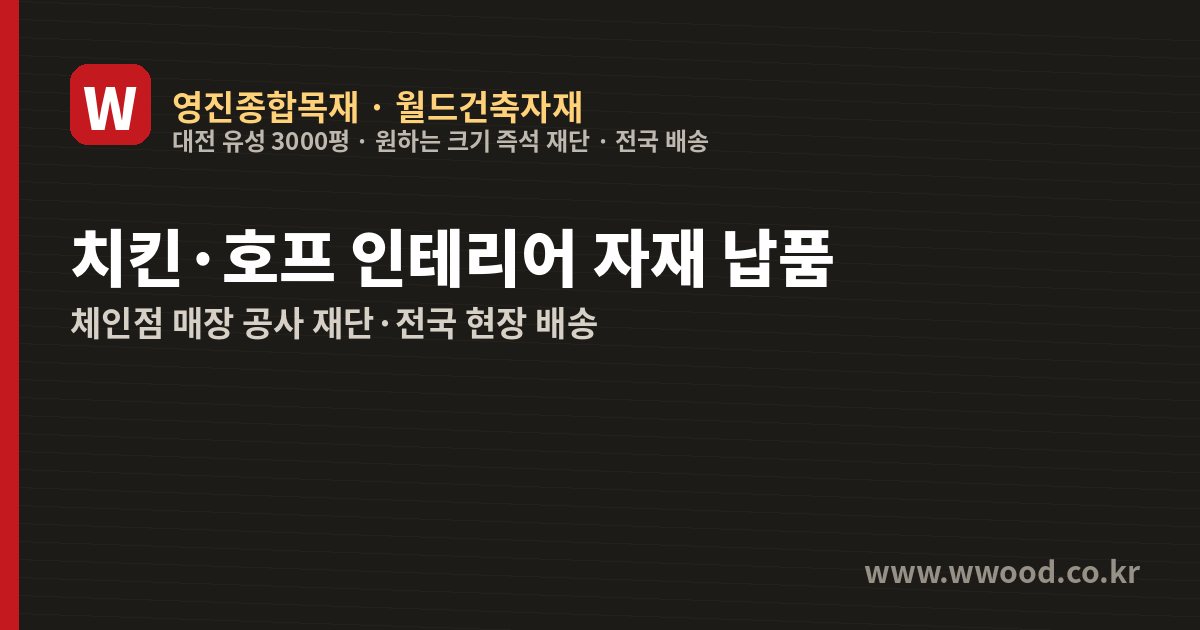 W
영진종합목재 · 월드건축자재
대전 유성 3000평 · 원하는 크기 즉석 재단 · 전국 배송
치킨·호프 인테리어 자재 납품
체인점 매장 공사 재단·전국 현장 배송
www.wwood.co.kr